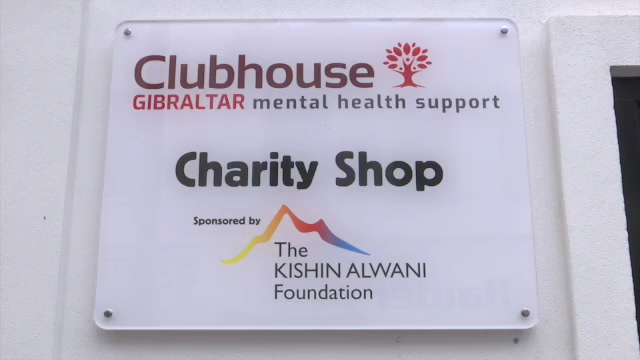 Clubhouse
GIBRALTAR mental health support
Charity Shop
Sponsored by
The
KISHIN ALWANI
Foundation